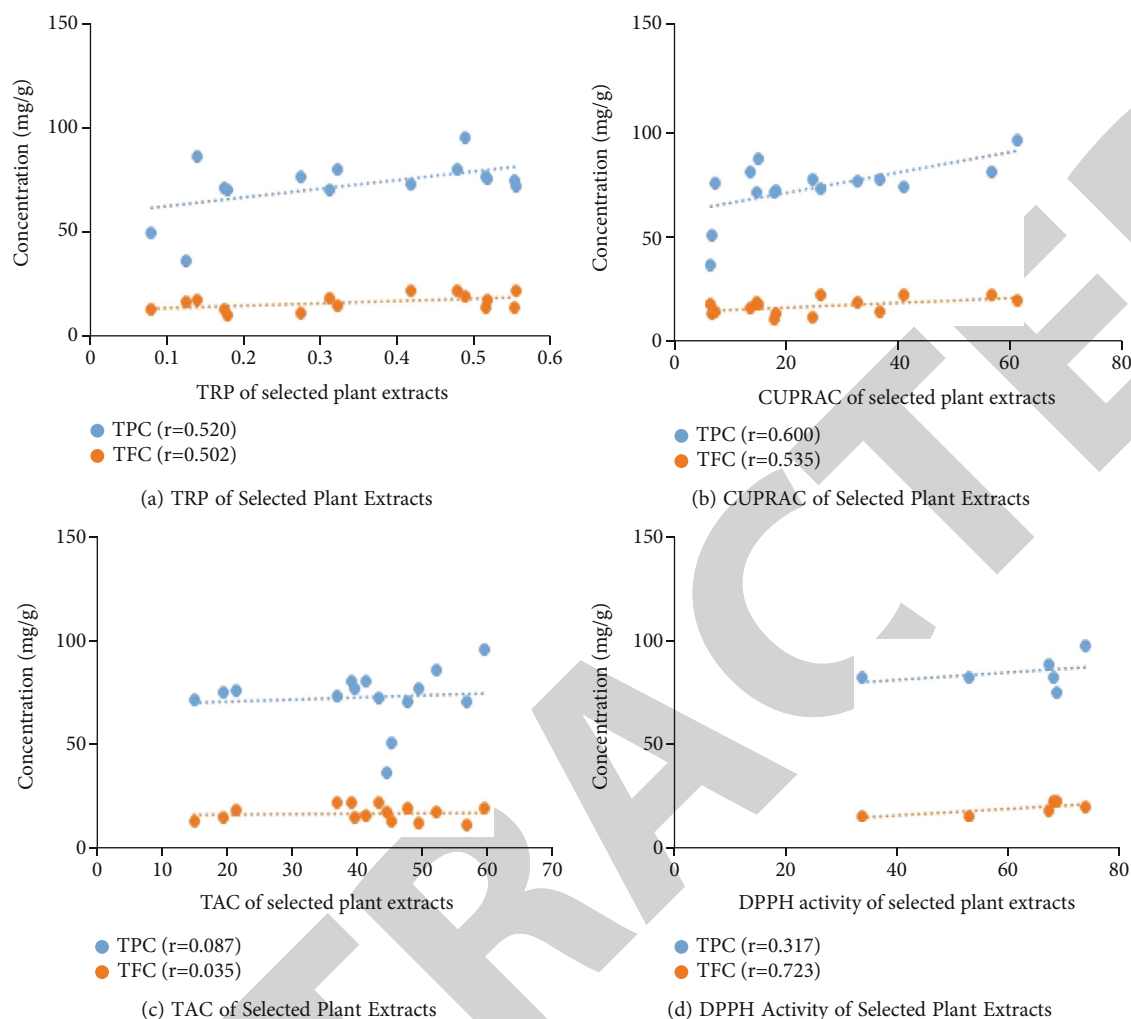 150
100
50
0
Concentration (mg/g)
0 0.1 0.2 0.3 0.4 0.5 0.6
TRP of selected plant extracts
TPC (r=0.520)
TFC (r=0.502)
(a) TRP of Selected Plant Extracts
150
100
50
0
Concentration (mg/g)
0 20 40 60 80
CUPRAC of selected plant extracts
TPC (r=0.600)
TFC (r=0.535)
(b) CUPRAC of Selected Plant Extracts
150
100
50
0
Concentration (mg/g)
0 10 20 30 40 50 60 70
TAC of selected plant extracts
TPC (r=0.087)
TFC (r=0.035)
(c) TAC of Selected Plant Extracts
150
100
50
0
Concentration (mg/g)
0 20 40 60 80
DPPH activity of selected plant extracts
TPC (r=0.317)
TFC (r=0.723)
(d) DPPH Activity of Selected Plant Extracts
TRACTE